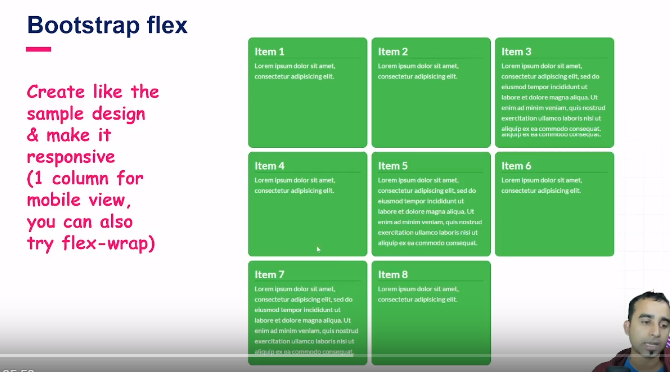 Bootstrap flex
Create like the
sample design
& make it
responsive
(1 column for
mobile view,
you can also
try flex-wrap)
Item 1
Lorem ipsum dolor sit amet,
consectetur adipisicing elit.
Item 2
Lorem ipsum dolor sit amet,
consectetur adipisicing elit.
Item 3
Lorem ipsum dolor sit amet,
consectetur adipisicing elit, sed do
eiusmod tempor incididunt ut
labore et dolore magna aliqua. Ut
enim ad minim veniam, quis nostrud
exercitation ullamco laboris nisi ut
aliquip ex ea commodo consequat.
Item 4
Lorem ipsum dolor sit amet,
consectetur adipisicing elit.
Item 5
Lorem ipsum dolor sit amet,
consectetur adipisicing elit, sed do
eiusmod tempor incididunt ut
labore et dolore magna aliqua. Ut
enim ad minim veniam, quis nostrud
exercitation ullamco laboris nisi ut
aliquip ex ea commodo consequat.
Item 6
Lorem ipsum dolor sit amet,
consectetur adipisicing elit.
Item 7
Lorem ipsum dolor sit amet,
consectetur adipisicing elit, sed do
eiusmod tempor incididunt ut
labore et dolore magna aliqua. Ut
enim ad minim veniam, quis nostrud
exercitation ullamco laboris nisi ut
aliquip ex ea commodo consequat.
Item 8
Lorem ipsum dolor sit amet,
consectetur adipisicing elit.